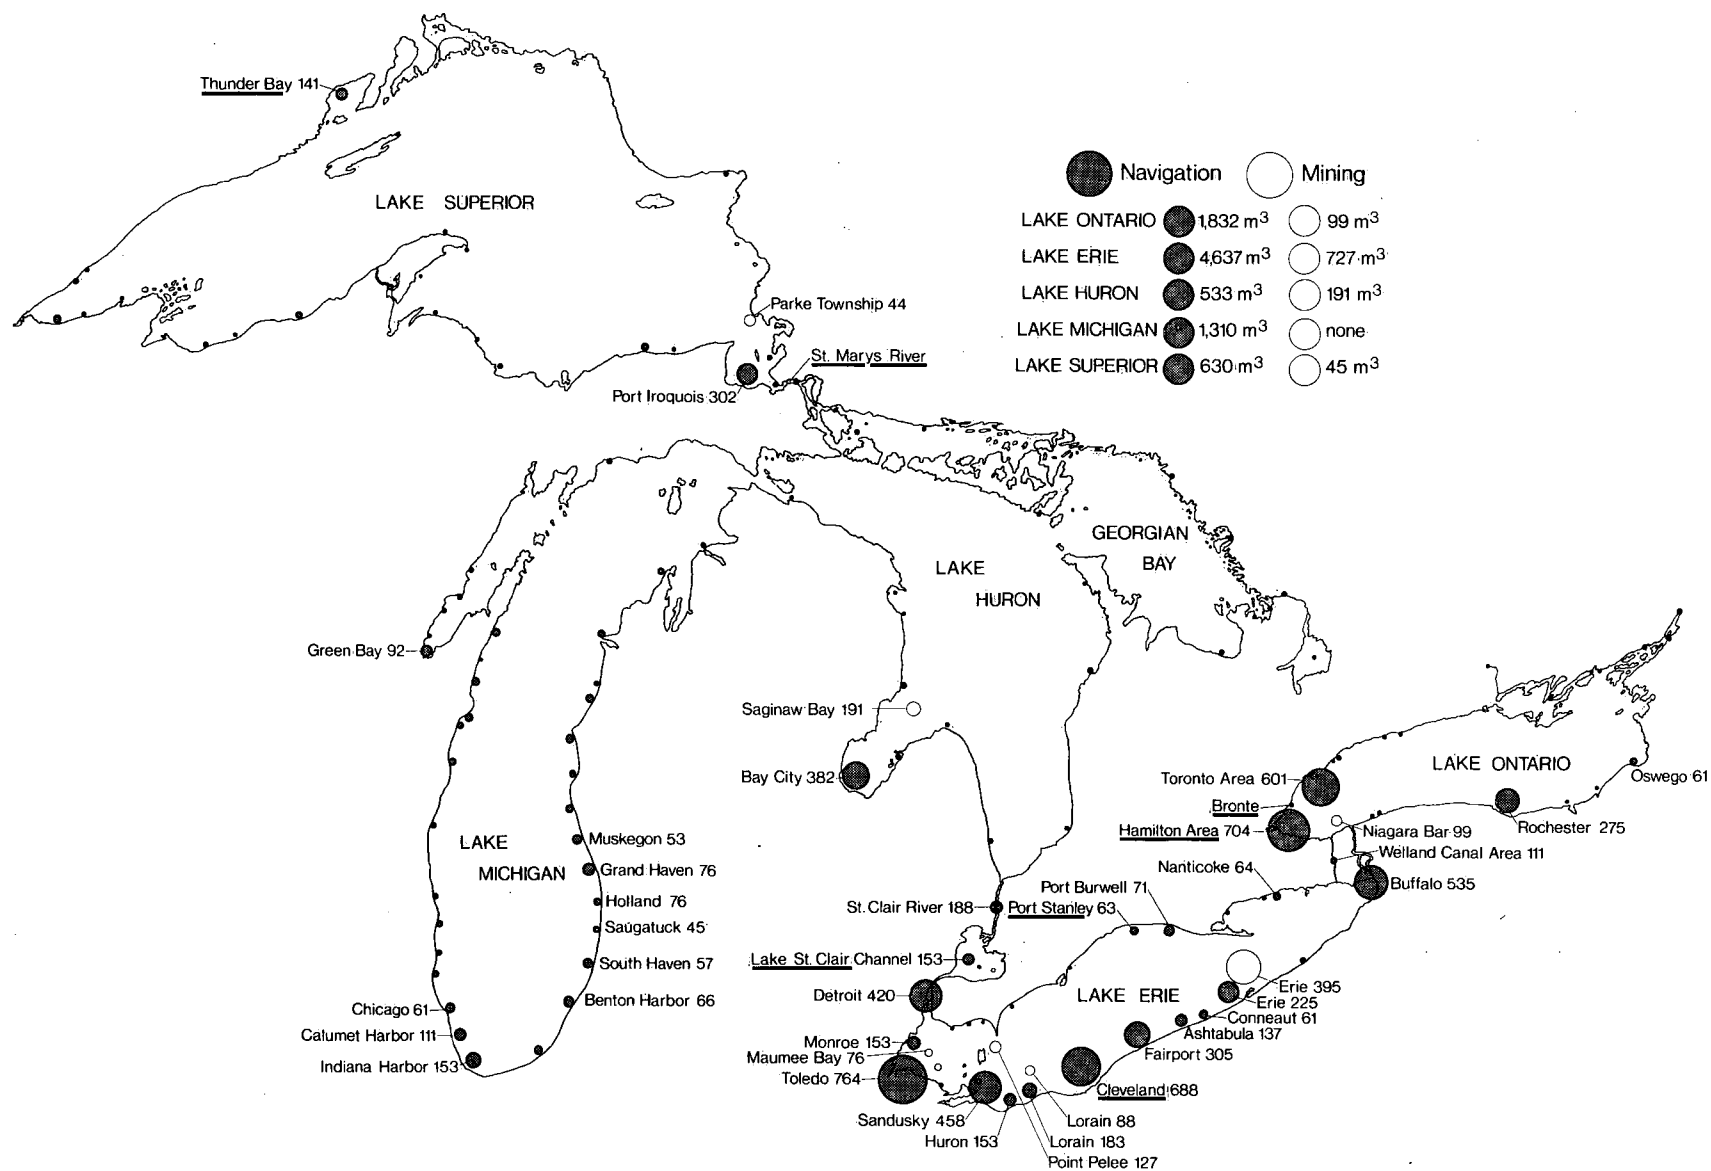 Thunder Bay 141
LAKE SUPERIOR
Navigation
Mining
LAKE ONTARIO 1,832 m³ 99 m³
LAKE ERIE 4,637 m³ 727 m³
LAKE HURON 533 m³ 191 m³
LAKE MICHIGAN 1,310 m³ none
LAKE SUPERIOR 630 m³ 45 m³
Parke Township 44
St. Marys River
Port Iroquois 302
GEORGIAN
BAY
LAKE
HURON
Green Bay 92
Saginaw Bay 191
Bay City 382
LAKE ONTARIO
Toronto Area 601
Oswego 61
Bronte
Hamilton Area 704
Niagara Bar 99
Rochester 275
Welland Canal Area 111
LAKE
MICHIGAN
Muskegon 53
Grand Haven 76
Holland 76
Saugatuck 45
South Haven 57
Benton Harbor 66
Nanticoke 64
Buffalo 535
Port Burwell 71
St. Clair River 188
Port Stanley 63
Lake St. Clair Channel 153
Detroit 420
LAKE ERIE
Erie 395
Erie 225
Conneaut 61
Ashtabula 137
Fairport 305
Chicago 61
Calumet Harbor 111
Indiana Harbor 153
Monroe 153
Maumee Bay 76
Toledo 764
Cleveland 688
Sandusky 458
Lorain 88
Huron 153
Lorain 183
Point Pelee 127